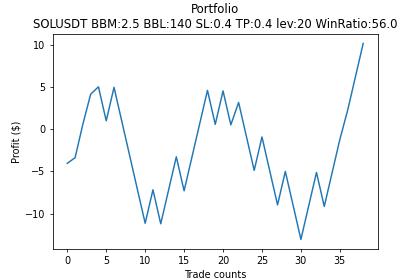 Portfolio
SOLUSDT BBM:2.5 BBL:140 SL:0.4 TP:0.4 lev:20 WinRatio:56.0
10
5
0
−5
−10
Profit ($)
0 5 10 15 20 25 30 35
Trade counts